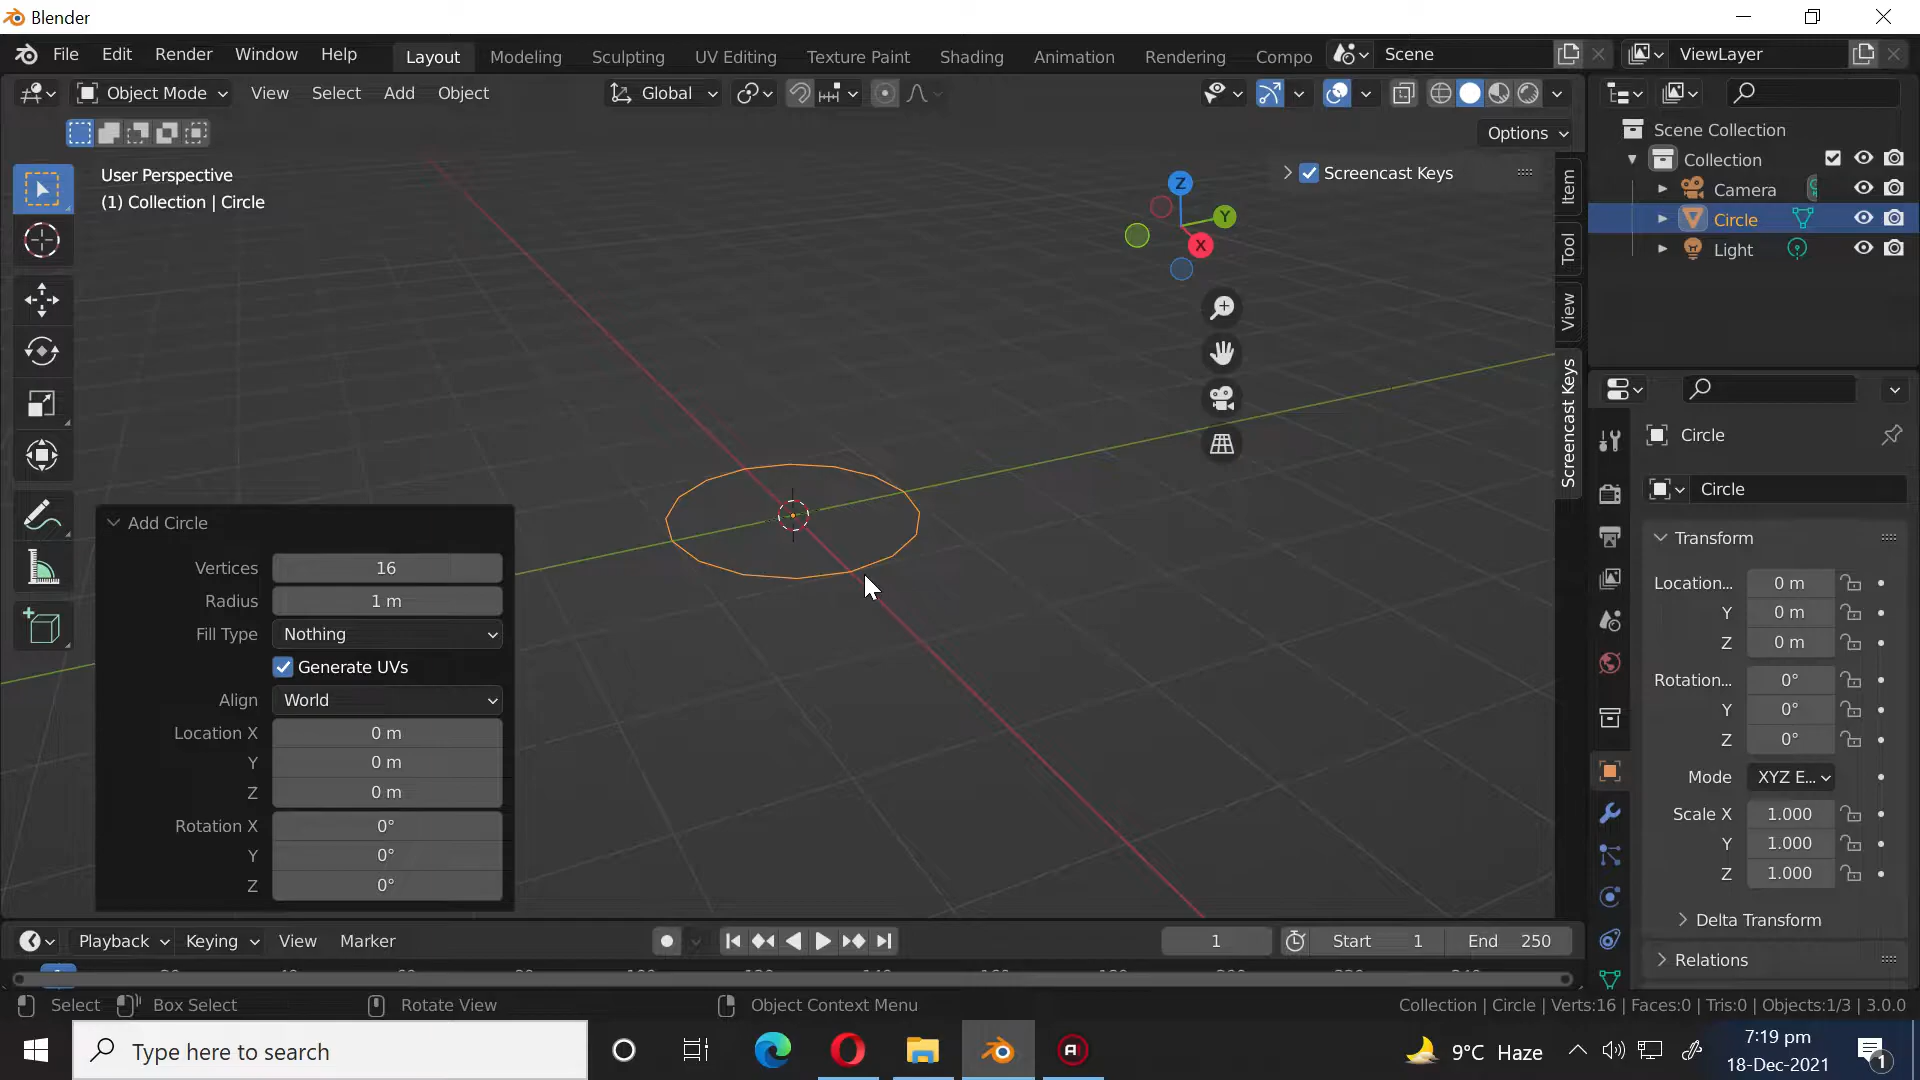 Blender
File Edit Render Window Help Layout Modeling Sculpting UV Editing Texture Paint Shading Animation Rendering Compo Scene ViewLayer
Object Mode View Select Add Object Global
Options
User Perspective
(1) Collection | Circle
Screencast Keys
Z
Y
X
Item
Tool
View
Screencast Keys
Scene Collection
Collection
Camera
Circle
Light
Circle
Circle
Transform
Location... 0 m
Y 0 m
Z 0 m
Rotation... 0°
Y 0°
Z 0°
Mode XYZ E...
Scale X 1.000
Y 1.000
Z 1.000
Delta Transform
Relations
Add Circle
Vertices 16
Radius 1 m
Fill Type Nothing
Generate UVs
Align World
Location X 0 m
Y 0 m
Z 0 m
Rotation X 0°
Y 0°
Z 0°
Playback Keying View Marker 1 Start 1 End 250
Select Box Select Rotate View Object Context Menu Collection | Circle | Verts:16 | Faces:0 | Tris:0 | Objects:1/3 | 3.0.0
Type here to search
9°C Haze
7:19 pm
18-Dec-2021
1